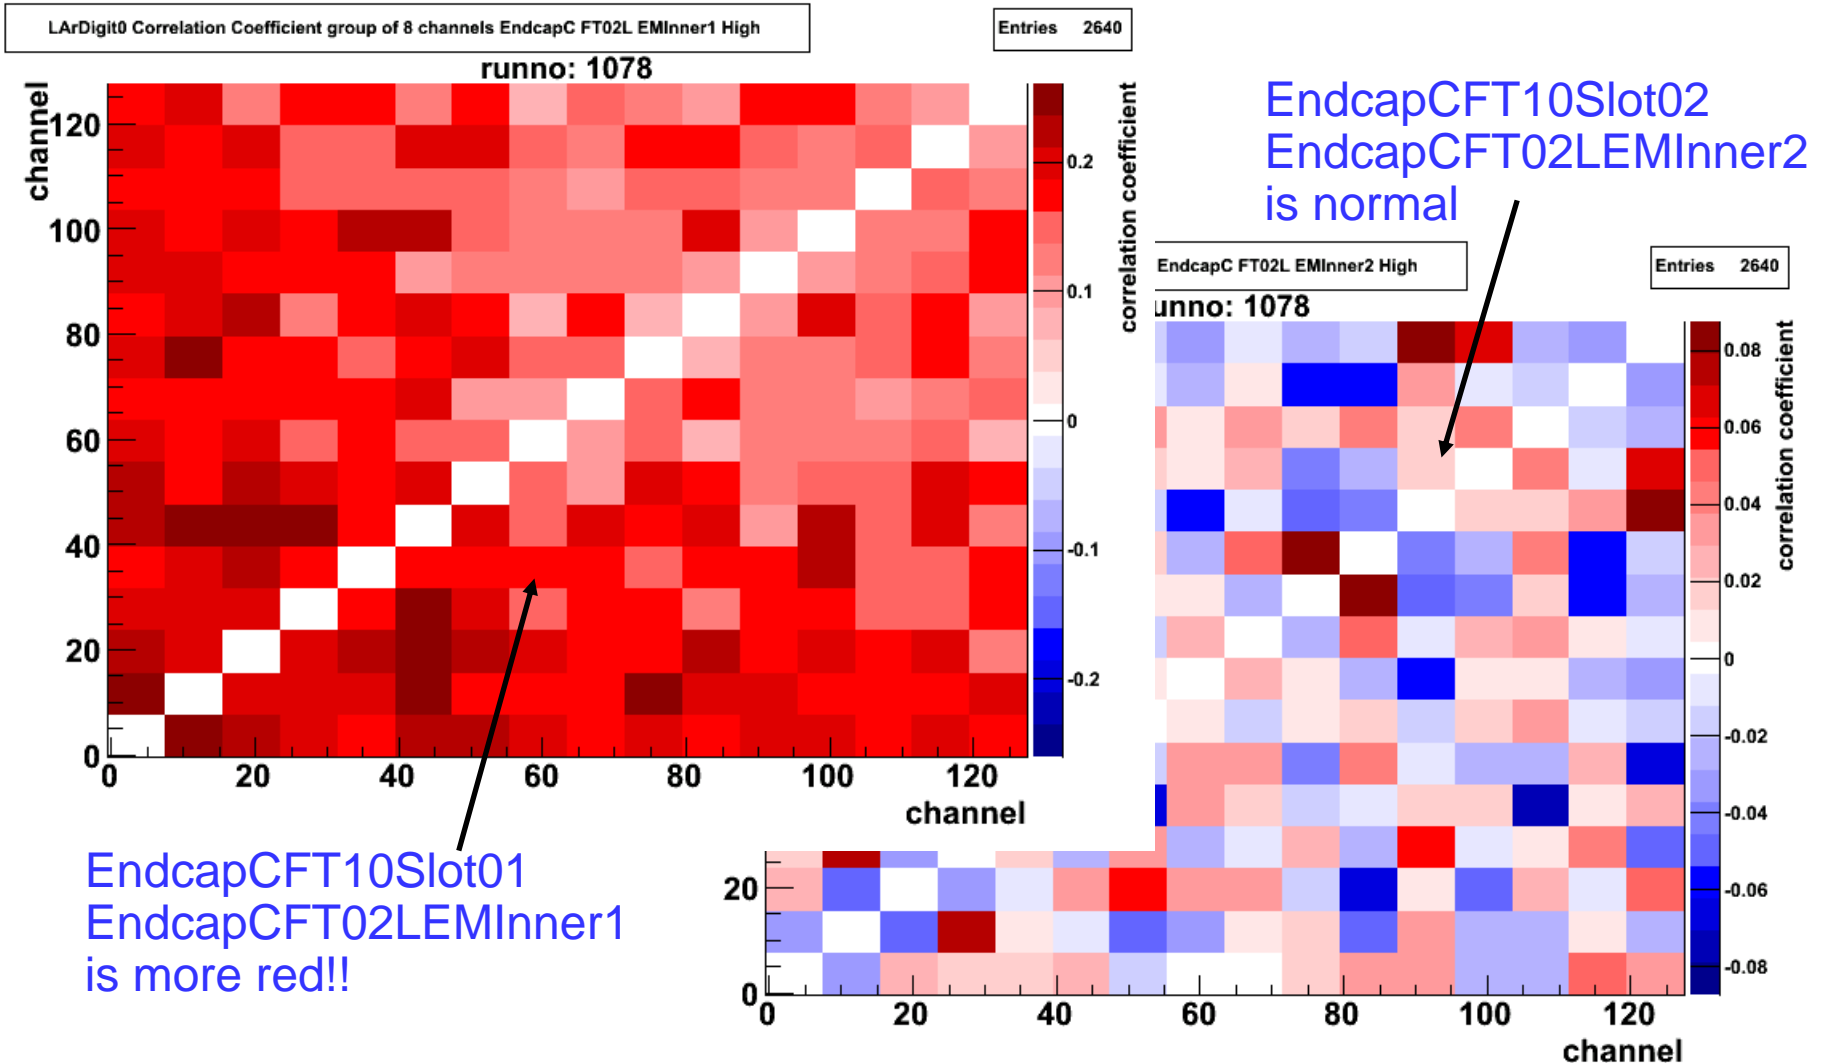 LArDigit0 Correlation Coefficient group of 8 channels EndcapC FT02L EMInner1 High
Entries 2640
runno: 1078
channel
120
100
80
60
40
20
0
0 20 40 60 80 100 120
channel
0.2
0.1
0
-0.1
-0.2
correlation coefficient
EndcapCFT10Slot01
EndcapCFT02LEMInner1
is more red!!
EndcapCFT10Slot02
EndcapCFT02LEMInner2
is normal
EndcapC FT02L EMInner2 High
Entries 2640
unno: 1078
20
0
0 20 40 60 80 100 120
channel
0.08
0.06
0.04
0.02
0
-0.02
-0.04
-0.06
-0.08
correlation coefficient